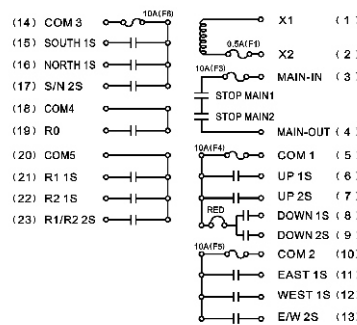 (14) COM 3 10A(F6)
(15) SOUTH 1S
(16) NORTH 1S
(17) S/N 2S
(18) COM4
(19) R0
(20) COM5
(21) R1 1S
(22) R2 1S
(23) R1/R2 2S
X1 (1)
0.5A(F1)
X2 (2)
10A(F3)
MAIN-IN (3)
STOP MAIN1
STOP MAIN2
MAIN-OUT (4)
10A(F4)
COM 1 (5)
UP 1S (6)
UP 2S (7)
RED
DOWN 1S (8)
DOWN 2S (9)
10A(F5)
COM 2 (10)
EAST 1S (11)
WEST 1S (12)
E/W 2S (13)